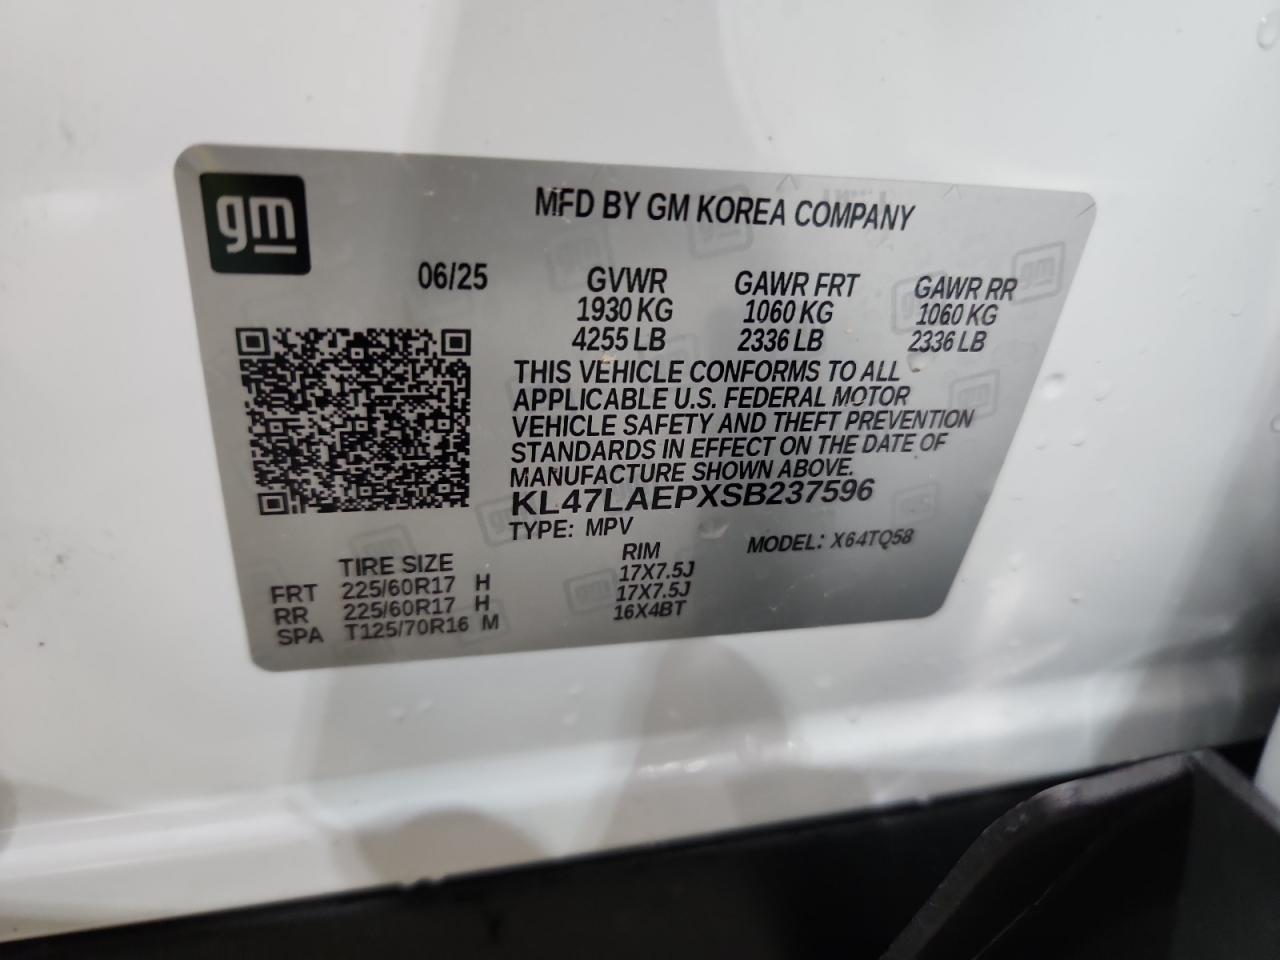 gm
MFD BY GM KOREA COMPANY
06/25 GVWR GAWR FRT GAWR RR
1930 KG 1060 KG 1060 KG
4255 LB 2336 LB 2336 LB
THIS VEHICLE CONFORMS TO ALL
APPLICABLE U.S. FEDERAL MOTOR
VEHICLE SAFETY AND THEFT PREVENTION
STANDARDS IN EFFECT ON THE DATE OF
MANUFACTURE SHOWN ABOVE.
KL47LAEPXSB237596
TYPE: MPV MODEL: X64TQ58
TIRE SIZE RIM
FRT 225/60R17 H 17X7.5J
RR 225/60R17 H 17X7.5J
SPA T125/70R16 M 16X4BT